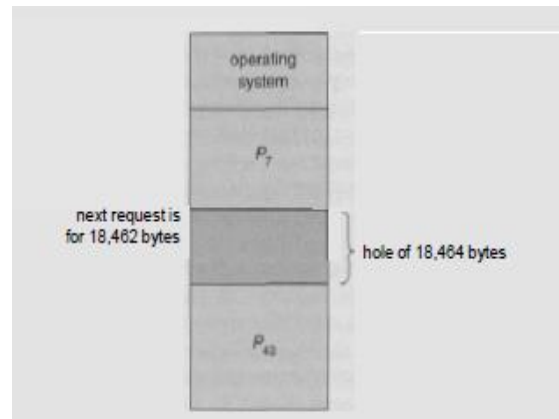 operating
system
P7
next request is
for 18,462 bytes
hole of 18,464 bytes
P43